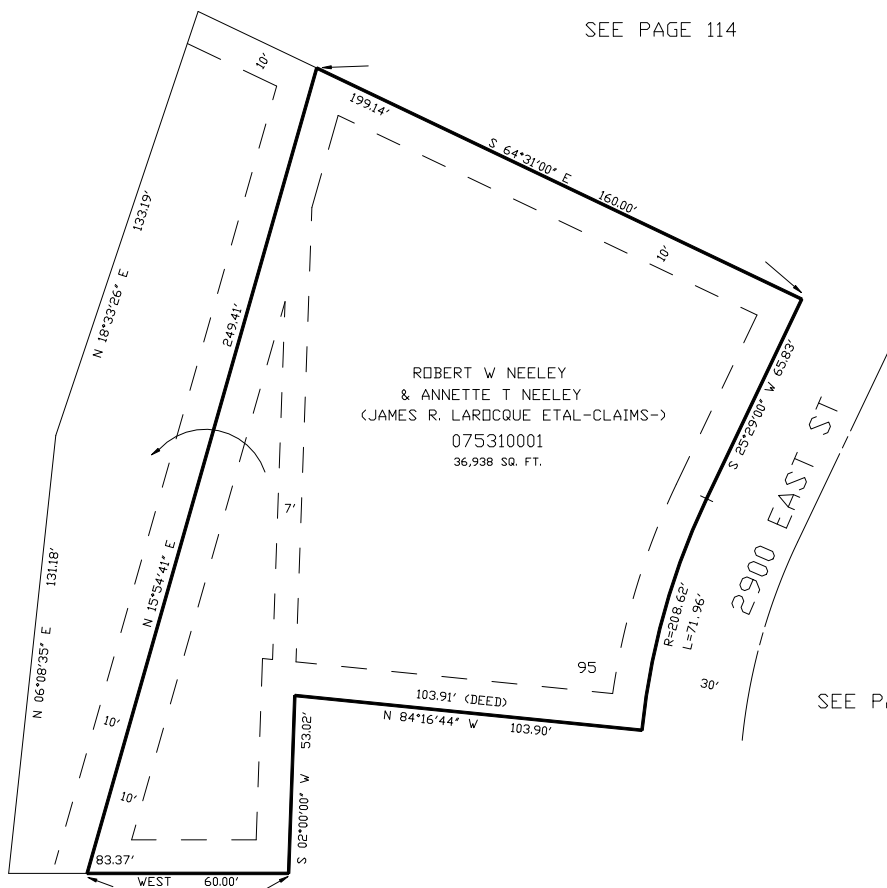 SEE PAGE 114
10'
199.14'
S 64°31'00" E
160.00'
10'
133.19'
N 18°33'26" E
249.41'
S 25°29'00" W 65.83'
ROBERT W NEELEY
& ANNETTE T NEELEY
(JAMES R. LAROCQUE ETAL-CLAIMS-)
075310001
36,938 SQ. FT.
2900 EAST ST
7'
131.18'
N 06°08'35" E
N 15°54'41" E
R=208.62'
L=71.96'
95
30'
103.91' (DEED)
N 84°16'44" W
103.90'
SEE
10'
10'
S 02°00'00" W
53.02'
83.37'
WEST
60.00'